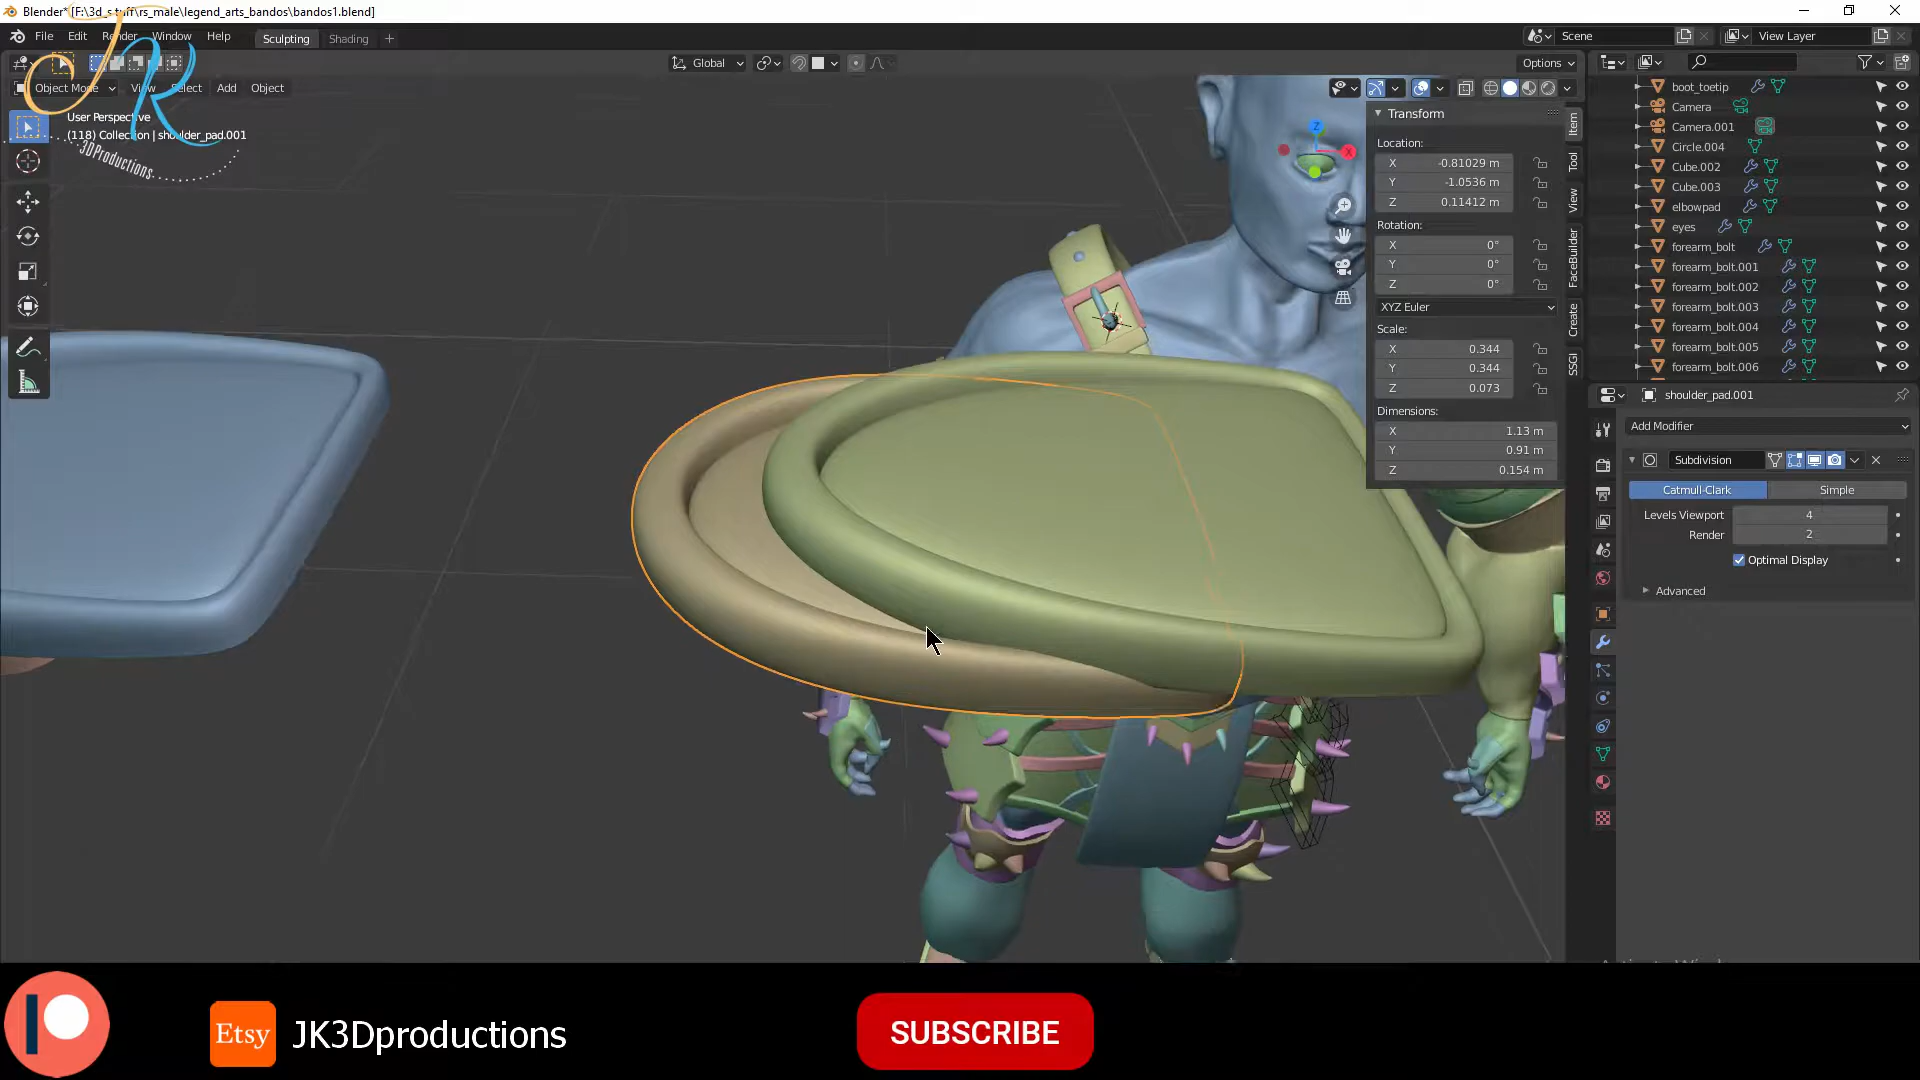 Blender* [F:\3d_stuff\rs_male\legend_arts_bandos\bandos1.blend]
File Edit Render Window Help Sculpting Shading +
Scene View Layer
Global Options
Object Mode View Select Add Object
User Perspective
(118) Collection | shoulder_pad.001
JR
3DProductions
Transform
Location:
X -0.81029 m
Y -1.0536 m
Z 0.11412 m
Rotation:
X 0°
Y 0°
Z 0°
XYZ Euler
Scale:
X 0.344
Y 0.344
Z 0.073
Dimensions:
X 1.13 m
Y 0.91 m
Z 0.154 m
Item
Tool
View
FaceBuilder
Create
SSGI
Z
X
boot_toetip
Camera
Camera.001
Circle.004
Cube.002
Cube.003
elbowpad
eyes
forearm_bolt
forearm_bolt.001
forearm_bolt.002
forearm_bolt.003
forearm_bolt.004
forearm_bolt.005
forearm_bolt.006
shoulder_pad.001
Add Modifier
Subdivision
Catmull-Clark Simple
Levels Viewport 4
Render 2
Optimal Display
Advanced
Etsy JK3Dproductions
SUBSCRIBE